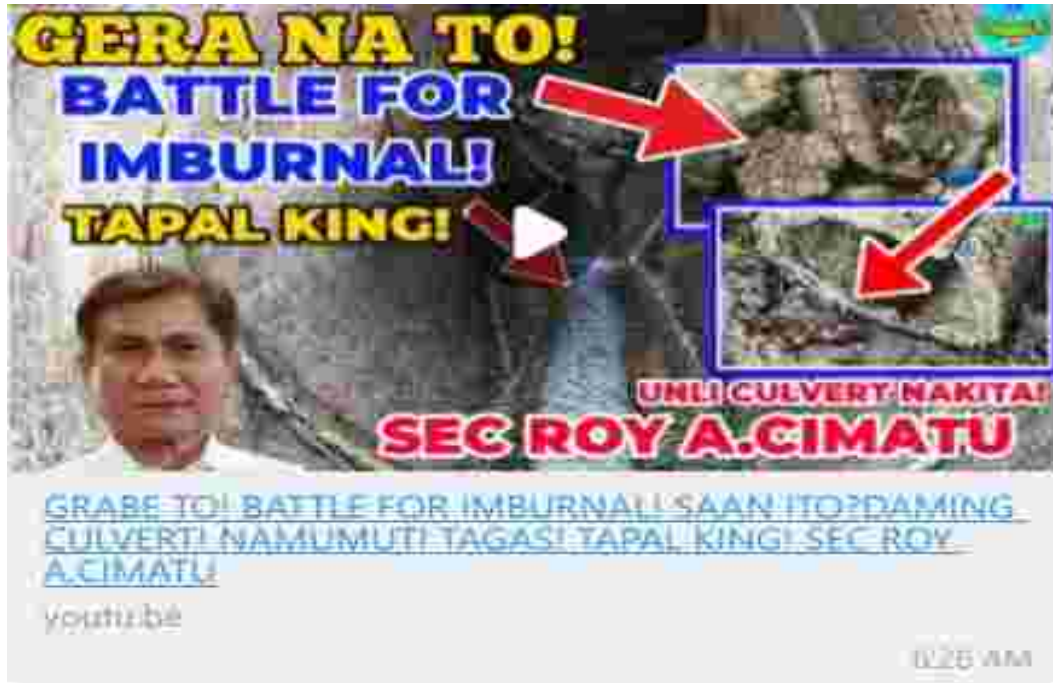 GERA NA TO!
BATTLE FOR
IMBURNAL!
TAPAL KING!
UNLI CULVERT NAKITA!
SEC ROY A.CIMATU
GRABE TO! BATTLE FOR IMBURNAL! SAAN ITO?DAMING
CULVERT! NAMUMUTI TAGAS! TAPAL KING! SEC ROY
A.CIMATU
youtu.be
6:26 AM